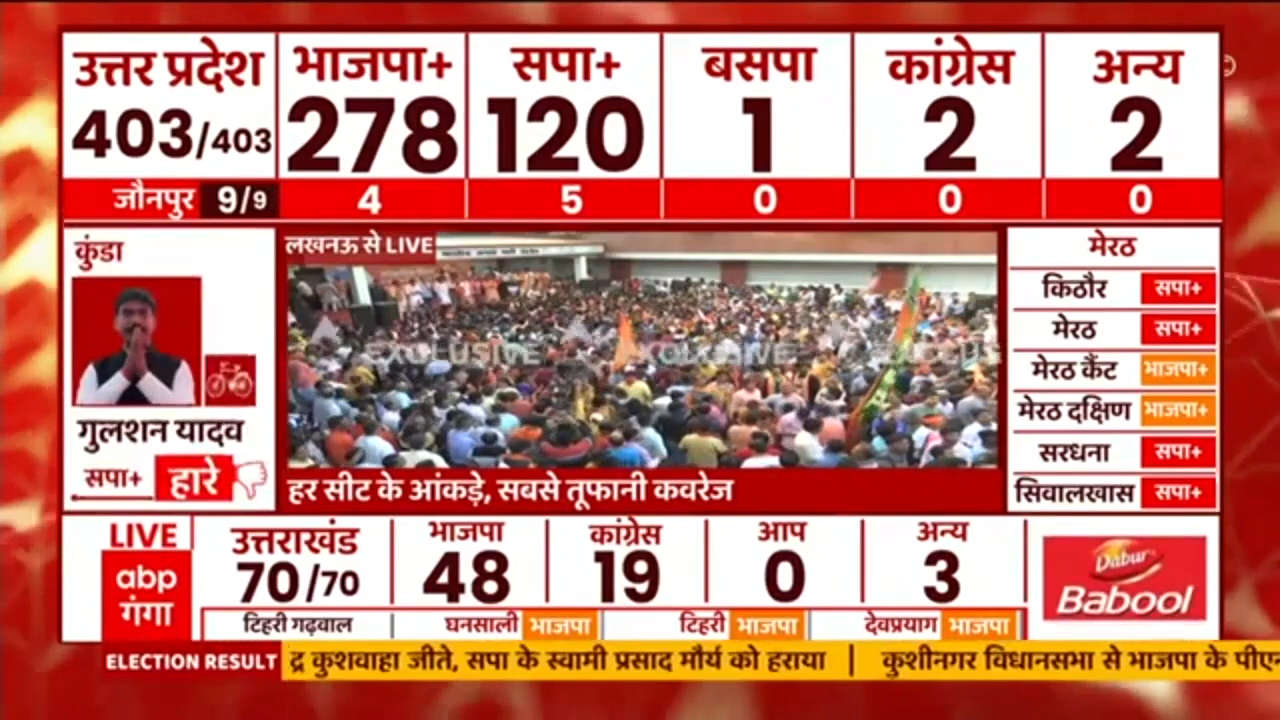 उत्तर प्रदेश भाजपा+ सपा+ बसपा कांग्रेस अन्य
403/403 278 120 1 2 2
जौनपुर 9/9 4 5 0 0 0
कुंडा
गुलशन यादव
सपा+ हारे
लखनऊ से LIVE
EXCLUSIVE
हर सीट के आंकड़े, सबसे तूफानी कवरेज
मेरठ
किठौर सपा+
मेरठ सपा+
मेरठ कैंट भाजपा+
मेरठ दक्षिण भाजपा+
सरधना सपा+
सिवालखास सपा+
LIVE
abp
गंगा
उत्तराखंड भाजपा कांग्रेस आप अन्य
70/70 48 19 0 3
टिहरी गढ़वाल घनसाली भाजपा टिहरी भाजपा देवप्रयाग भाजपा
Dabur
Babool
ELECTION RESULT द्र कुशवाहा जीते, सपा के स्वामी प्रसाद मौर्य को हराया | कुशीनगर विधानसभा से भाजपा के पीएन